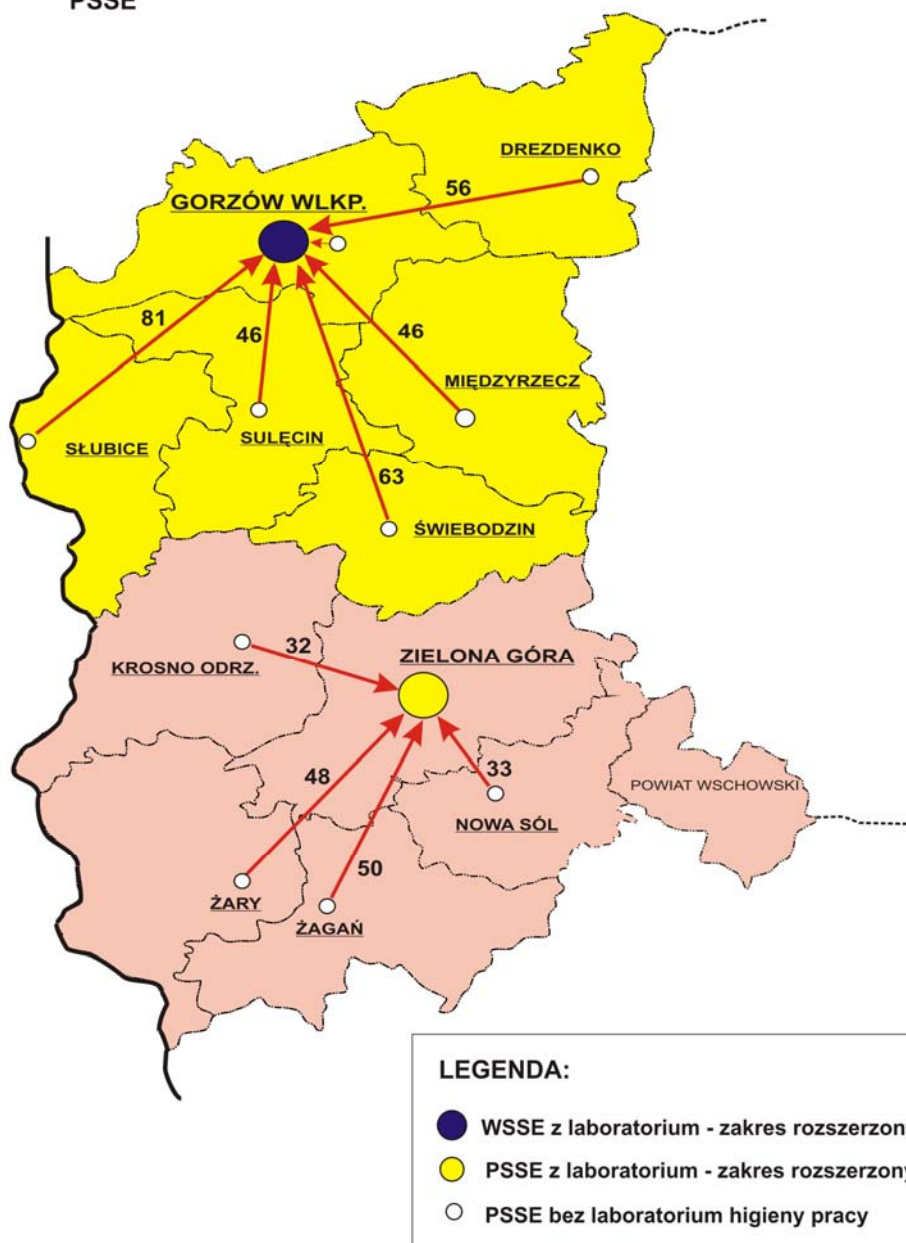 PSSE
DREZDENKO
56
GORZÓW WLKP.
81
46
46
MIĘDZYRZECZ
SŁUBICE
SULĘCIN
63
ŚWIEBODZIN
32
ZIELONA GÓRA
KROSNO ODRZ.
48
33
POWIAT WSCHOWSKI
NOWA SÓL
50
ŻARY
ŻAGAŃ
LEGENDA:
WSSE z laboratorium - zakres rozszerzon
PSSE z laboratorium - zakres rozszerzony
PSSE bez laboratorium higieny pracy